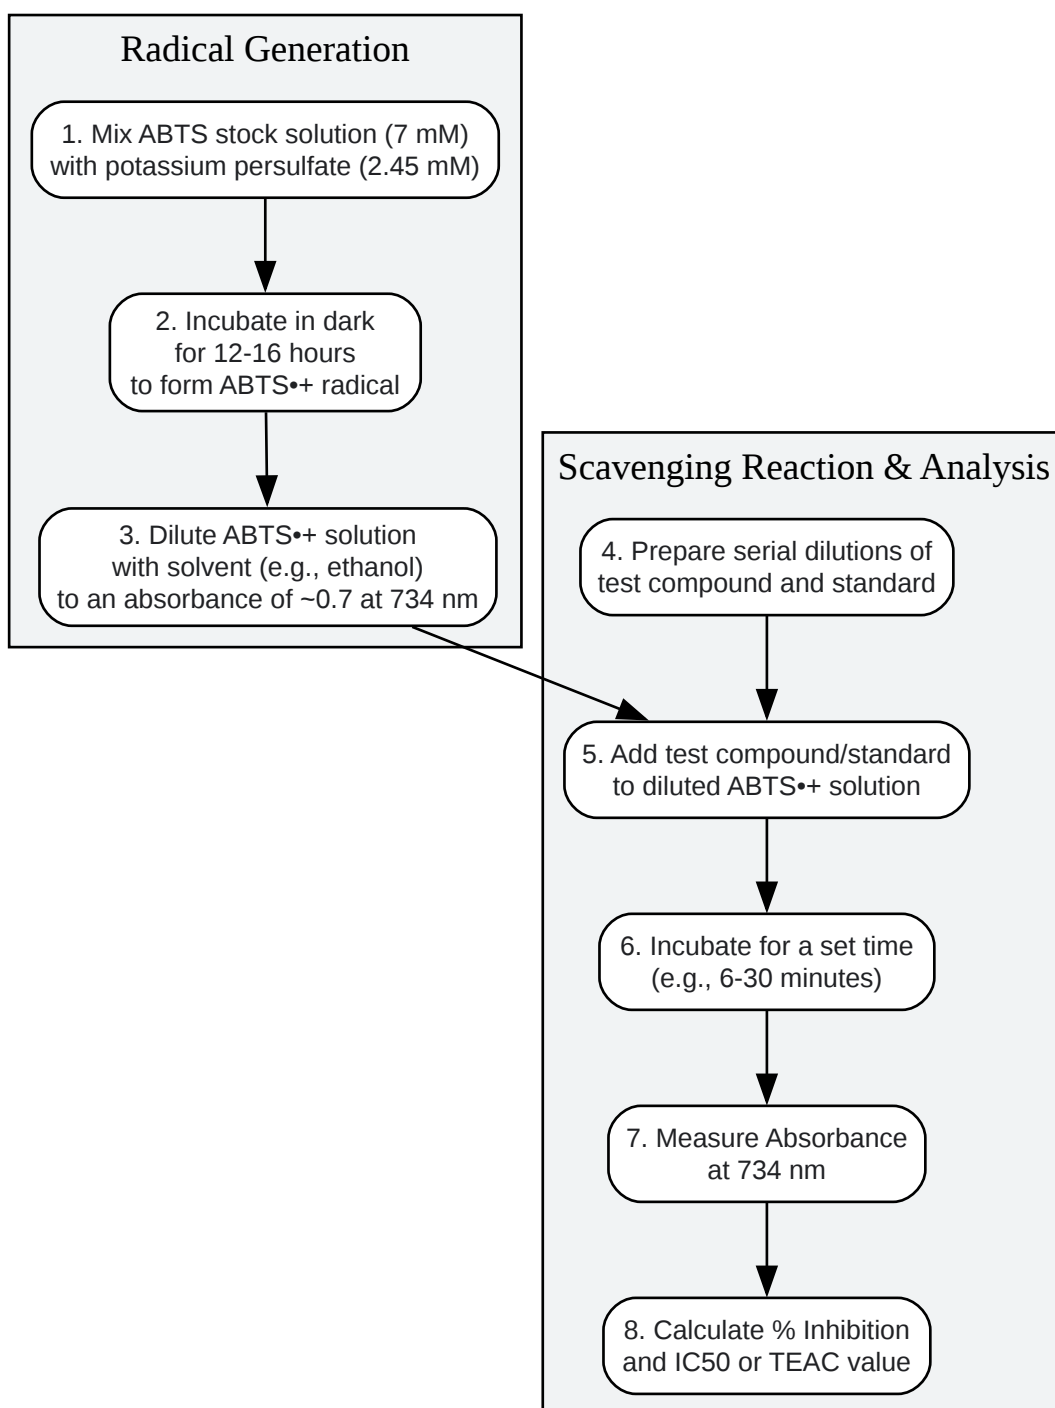 Radical Generation
1. Mix ABTS stock solution (7 mM)
with potassium persulfate (2.45 mM)
2. Incubate in dark
for 12-16 hours
to form ABTS•+ radical
3. Dilute ABTS•+ solution
with solvent (e.g., ethanol)
to an absorbance of ~0.7 at 734 nm
Scavenging Reaction & Analysis
4. Prepare serial dilutions of
test compound and standard
5. Add test compound/standard
to diluted ABTS•+ solution
6. Incubate for a set time
(e.g., 6-30 minutes)
7. Measure Absorbance
at 734 nm
8. Calculate % Inhibition
and IC50 or TEAC value